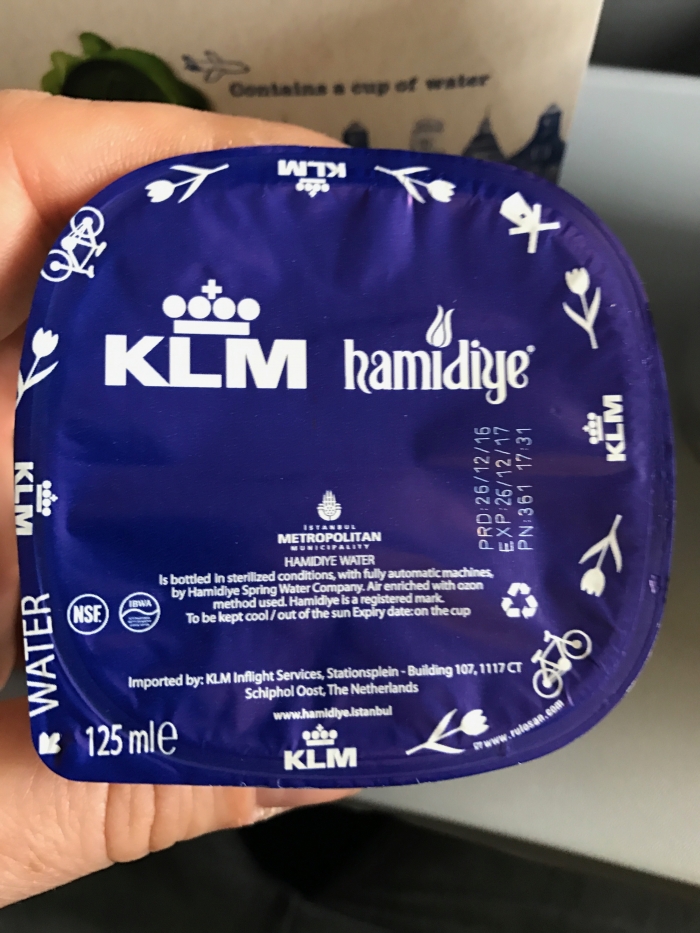 Contains a cup of water
KLM
KLM
hamidiye®
KLM
PRD:26/12/16
EXP:26/12/17
PN:361 17:31
KLM
İSTANBUL
METROPOLITAN
MUNICIPALITY
HAMIDIYE WATER
Is bottled in sterilized conditions, with fully automatic machines,
by Hamidiye Spring Water Company. Air enriched with ozon
method used. Hamidiye is a registered mark.
To be kept cool / out of the sun Expiry date: on the cup
NSF
IBWA
WATER
Imported by: KLM Inflight Services, Stationsplein - Building 107, 1117 CT
Schiphol Oost, The Netherlands
www.hamidiye.istanbul
125 ml e
KLM
www.rulosan.com